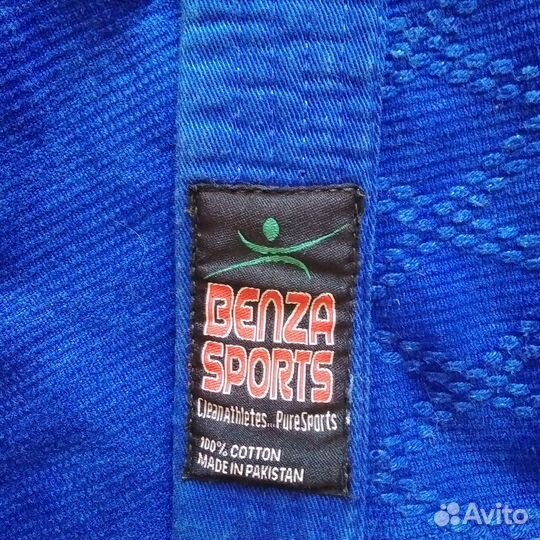 BENZA
SPORTS
CleanAthletes...PureSports
100% COTTON
MADE IN PAKISTAN
Avito